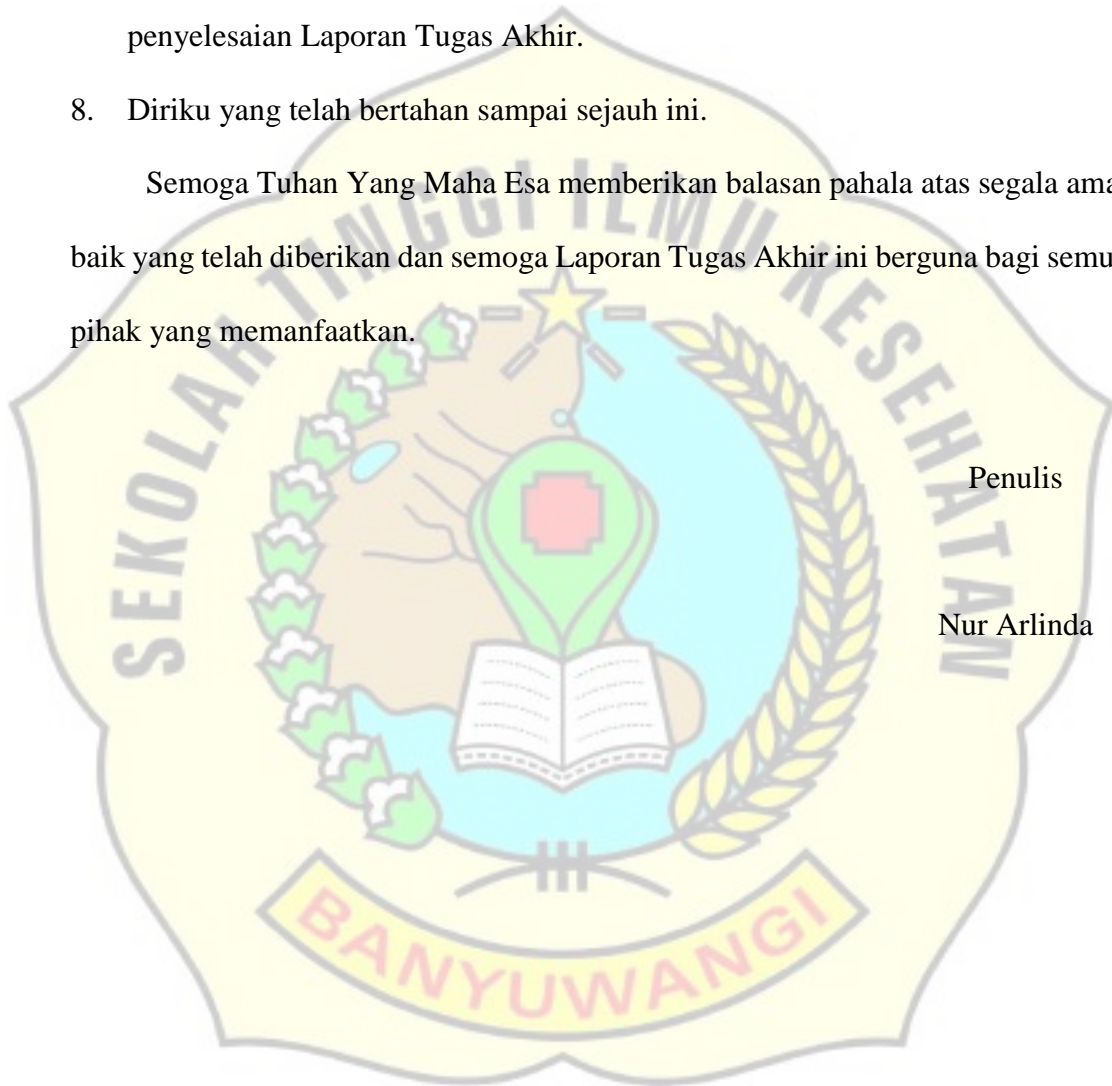 penyelesaian Laporan Tugas Akhir.
8. Diriku yang telah bertahan sampai sejauh ini.
Semoga Tuhan Yang Maha Esa memberikan balasan pahala atas segala ama
baik yang telah diberikan dan semoga Laporan Tugas Akhir ini berguna bagi semu
pihak yang memanfaatkan.
Penulis
Nur Arlinda
SEKOLAH TINGGI ILMU KESEHATAN
BANYUWANGI